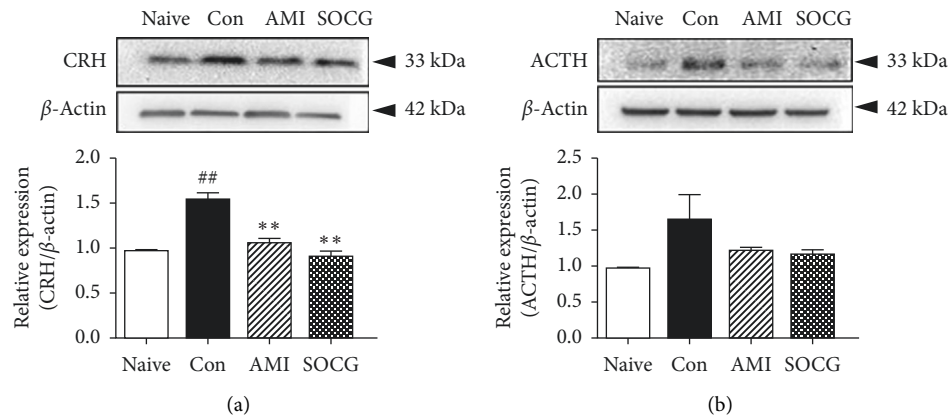 Naive Con AMI SOCG
CRH 33 kDa
β-Actin 42 kDa
Relative expression
(CRH/β-actin)
2.0
1.5
1.0
0.5
0.0
##
**
**
Naive Con AMI SOCG
(a)
Naive Con AMI SOCG
ACTH 33 kDa
β-Actin 42 kDa
Relative expression
(ACTH/β-actin)
2.5
2.0
1.5
1.0
0.5
0.0
Naive Con AMI SOCG
(b)